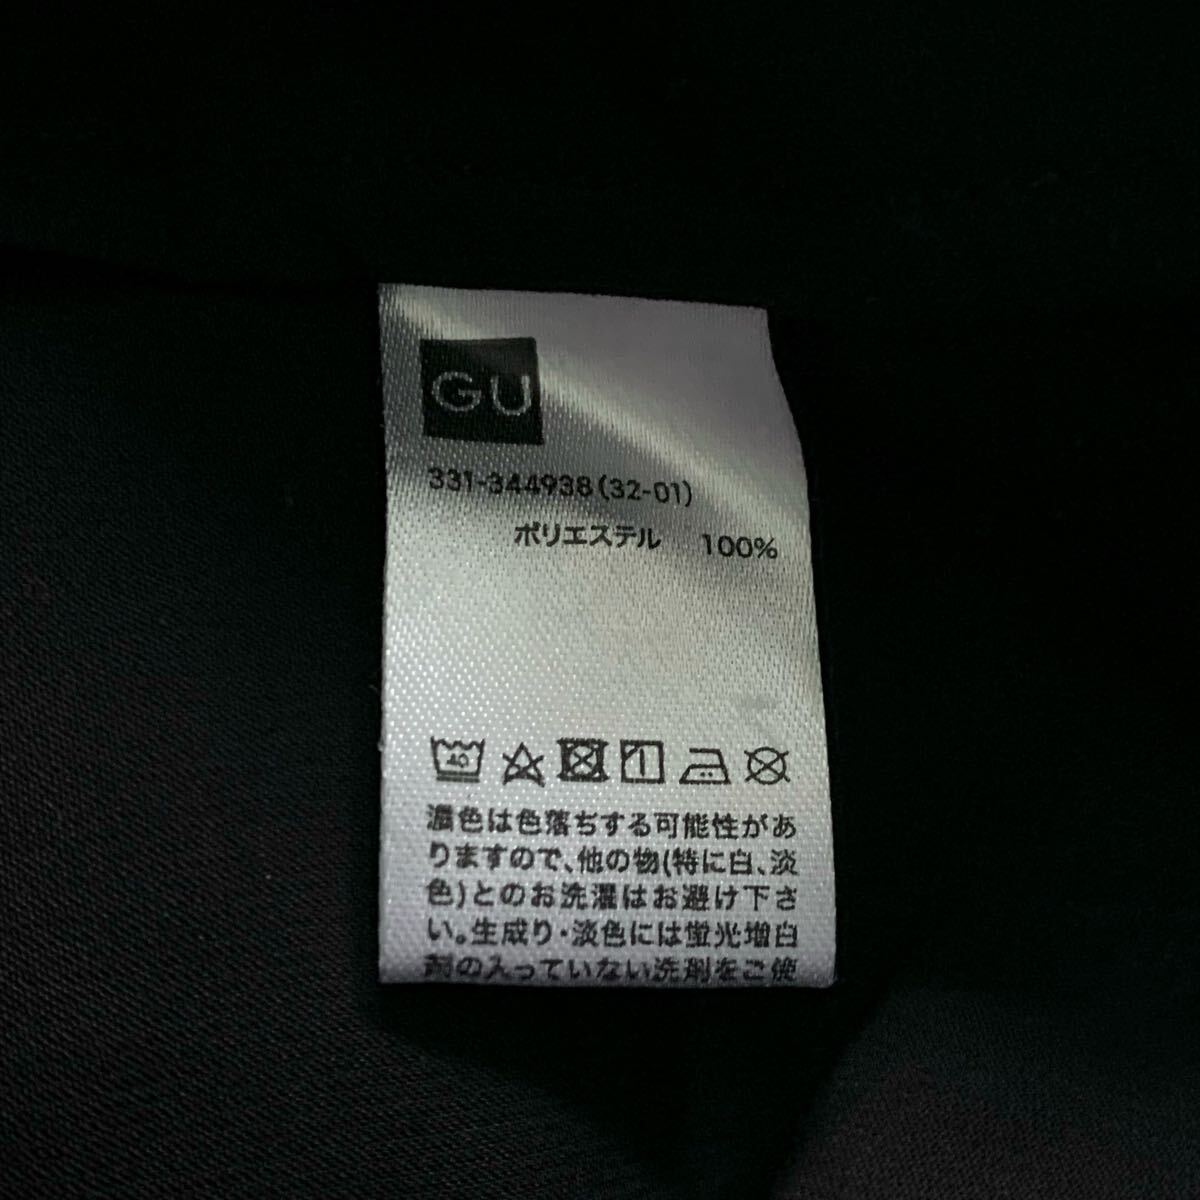 GU
331-344938(32-01)
ポリエステル 100%
40
濃色は色落ちする可能性があ
りますので、他の物(特に白、淡
色)とのお洗濯はお避け下さ
い。生成り・淡色には蛍光増白
剤の入っていない洗剤をご使